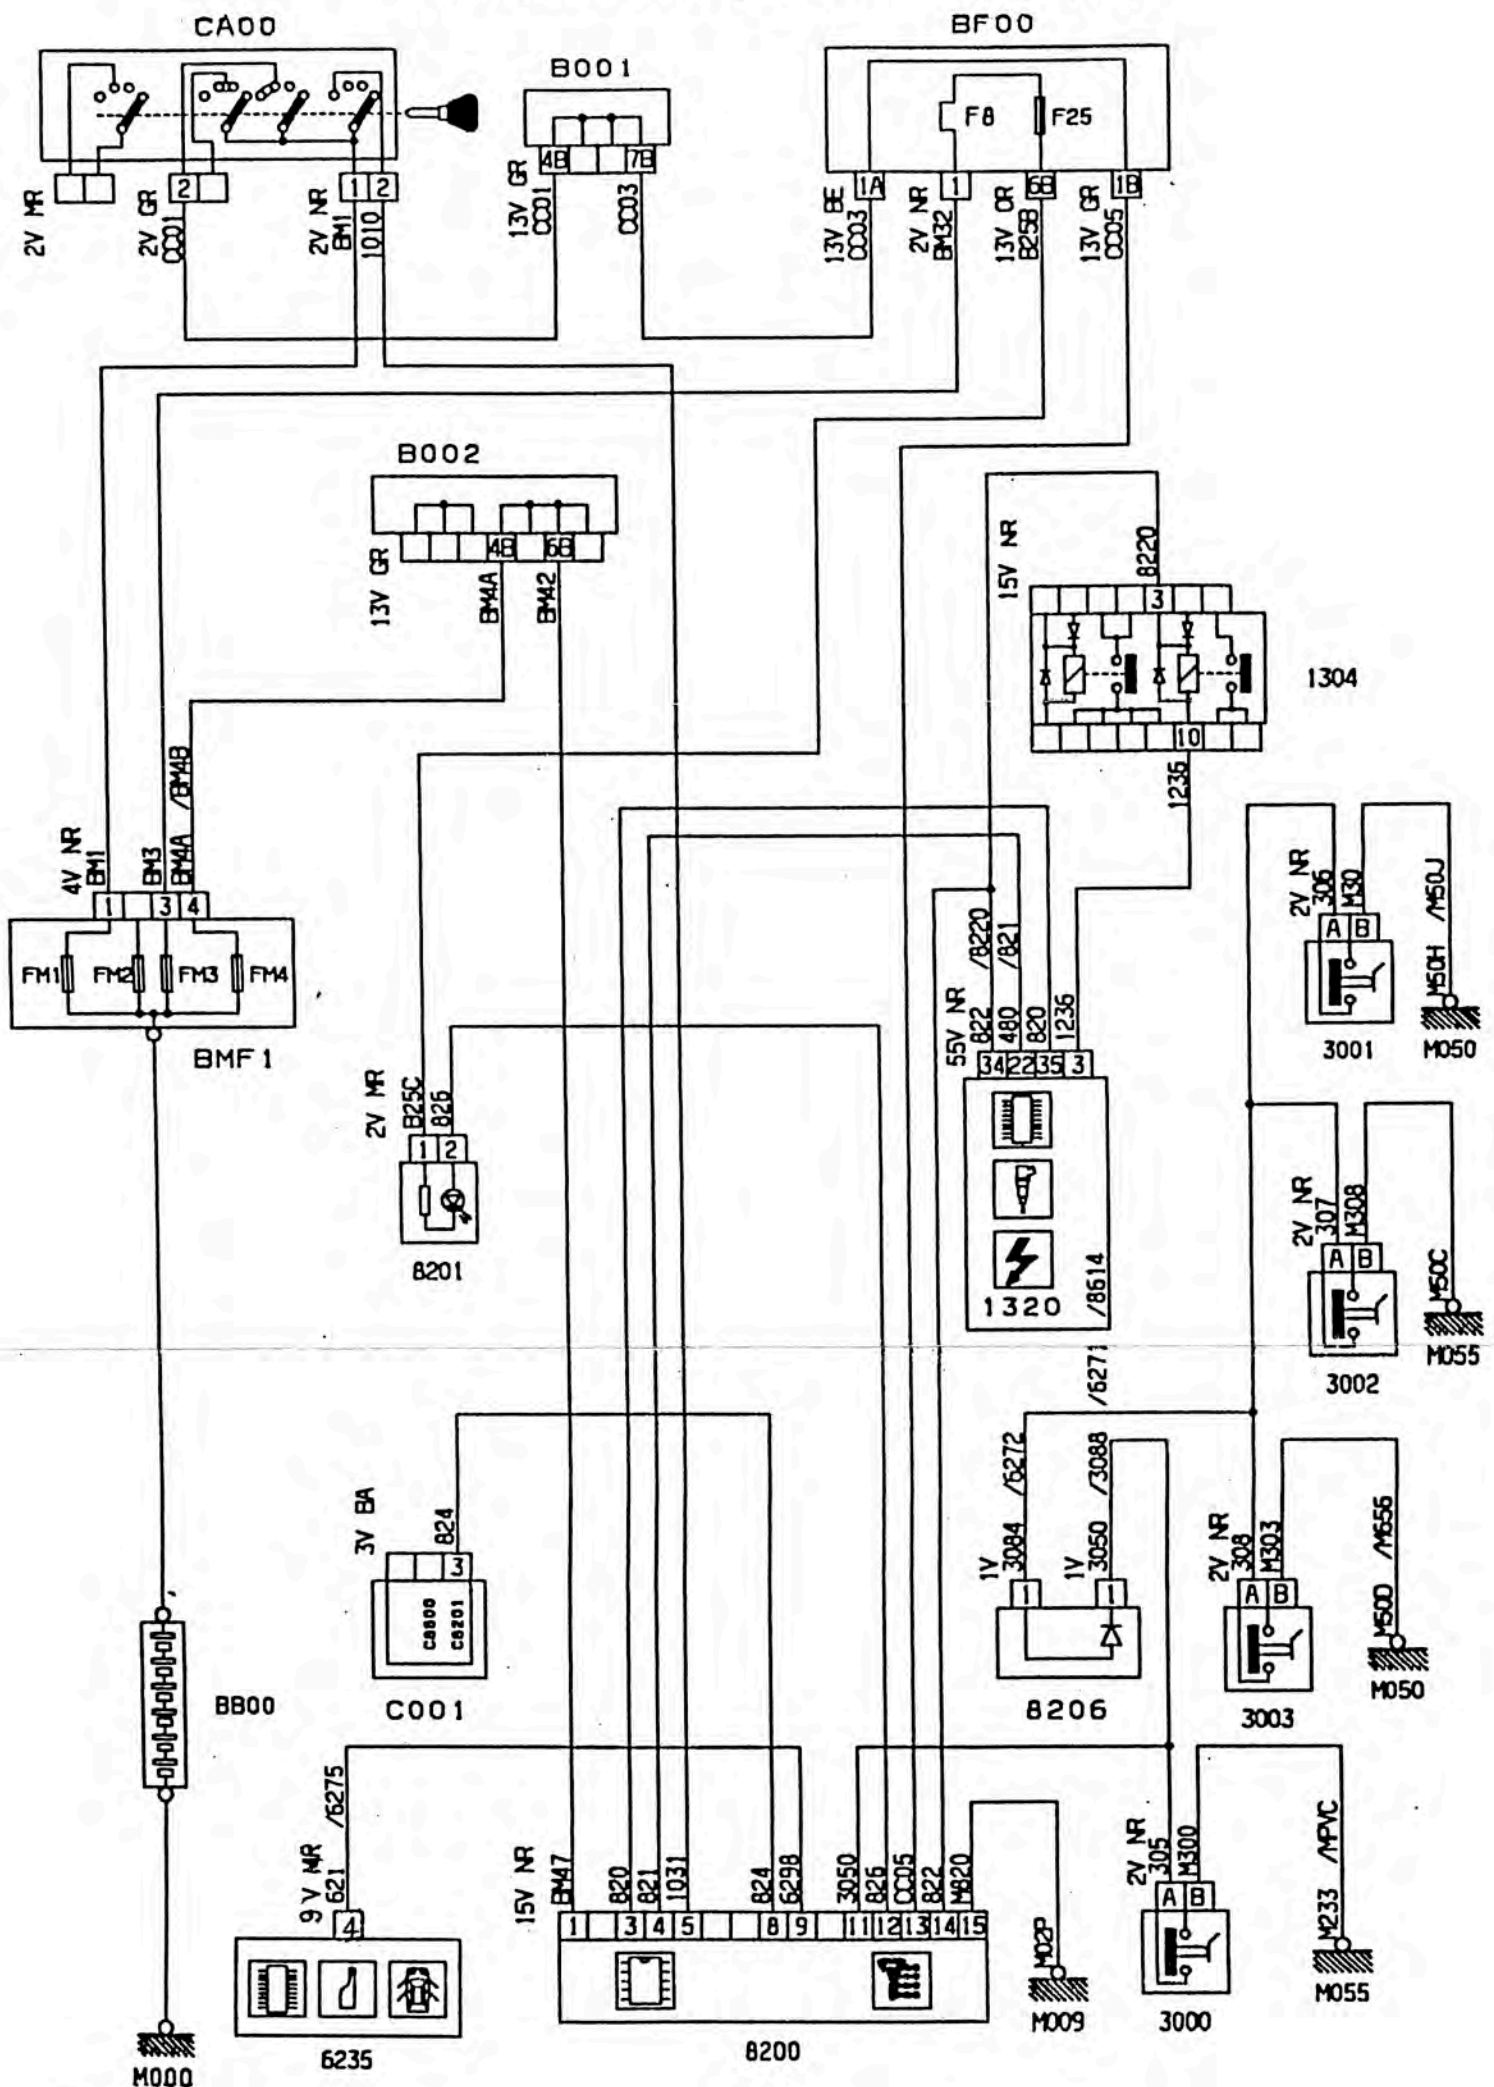 CA00
B001
BF00
F8
F25
4B
7B
1A
1
6B
1B
2
1
2
2V MR
2V GR
CC01
2V NR
BM1
1010
13V GR
CC01
CC03
13V BE
CC03
2V NR
BM32
13V OR
B25B
13V GR
CC05
B002
4B
6B
13V GR
BM4A
BM42
15V NR
8220
3
1304
10
1236
4V NR
BM1
BM3
BM4A /BM4B
1
3
4
FM1
FM2
FM3
FM4
BMF1
2V NR
306
M30
A
B
M50H /M50J
3001
M050
55V NR
822 /8220
480 /821
820
1236
34
22
35
3
1320
/8614
2V MR
B25C
826
1
2
8201
2V NR
307
M308
A
B
M50C
3002
M055
/6271
3V BA
824
3
C8600
C6201
C001
1V
3084 /6272
1V
3050 /3088
1
1
8206
2V NR
308
M303
A
B
M50D /M656
3003
M050
BB00
M000
9V MR
621 /6275
4
6235
15V NR
BM47
820
821
1031
824
6298
3050
826
CC05
822
M820
1
3
4
5
8
9
11
12
13
14
15
8200
M02P
M009
2V NR
305
M300
A
B
M233 /MPVC
3000
M055